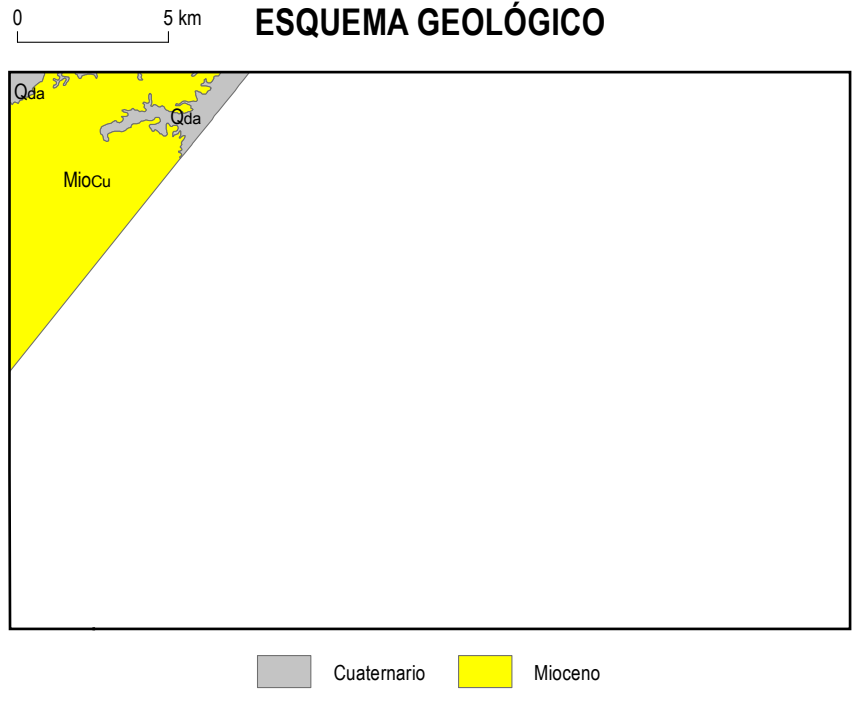 0 5 km
ESQUEMA GEOLÓGICO
Qda
Qda
MioCu
Cuaternario
Mioceno